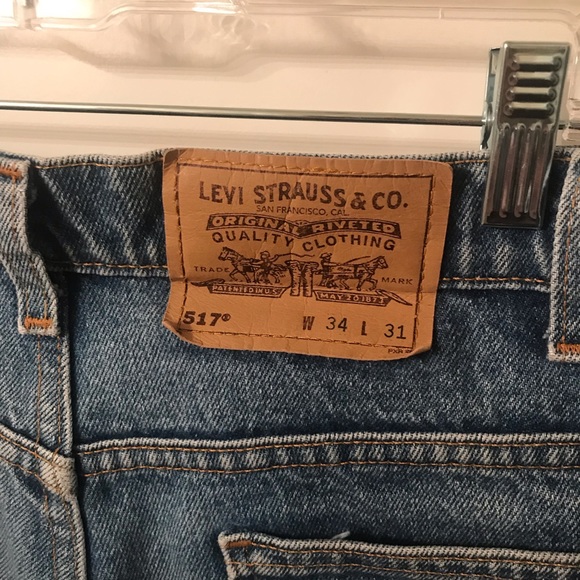 LEVI STRAUSS & CO.
SAN FRANCISCO, CAL.
ORIGINAL RIVETED
QUALITY CLOTHING
TRADE MARK
PATENTED IN U.S. MAY 20 1873
517® W 34 L 31